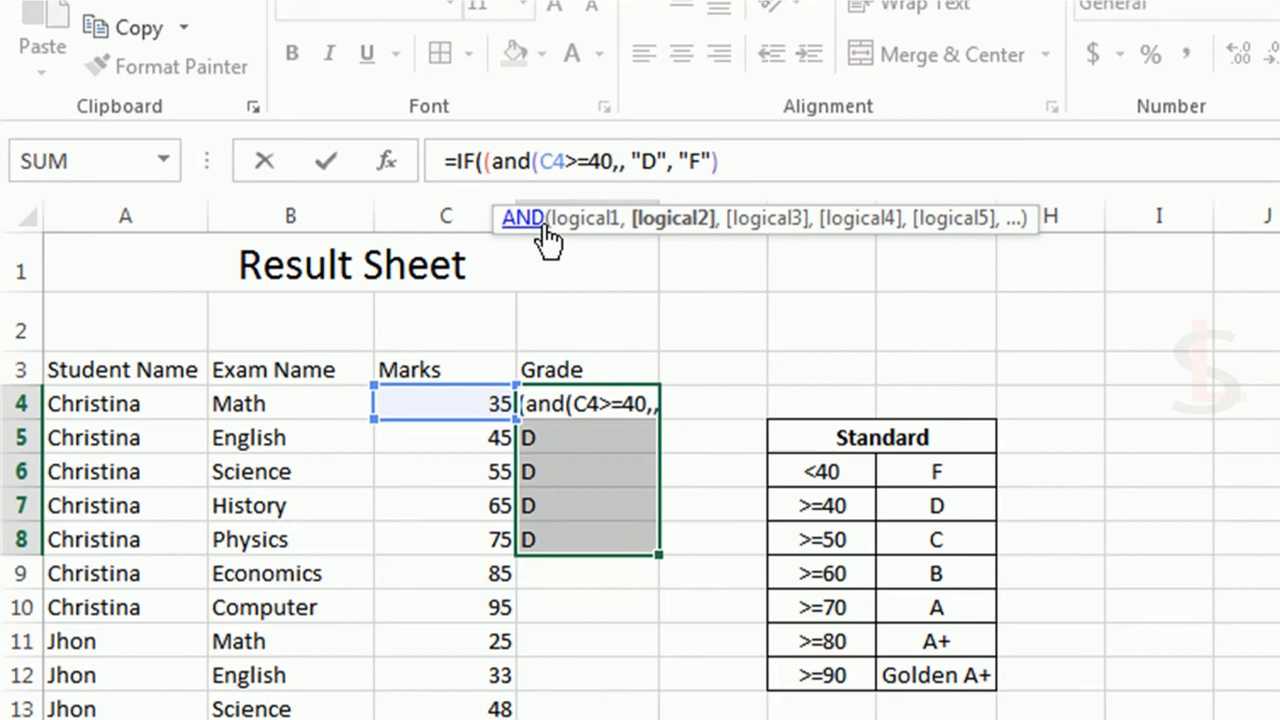 11 A A Wrap Text General
Paste Copy Format Painter B I U A Merge & Center $ % , .00
Clipboard Font Alignment Number
SUM fx =IF((and(C4>=40,, "D", "F")
AND(logical1, [logical2], [logical3], [logical4], [logical5], ...)
A B C H I J
1 Result Sheet
2
3 Student Name Exam Name Marks Grade
4 Christina Math 35 (and(C4>=40,,
5 Christina English 45 D Standard
6 Christina Science 55 D <40 F
7 Christina History 65 D >=40 D
8 Christina Physics 75 D >=50 C
9 Christina Economics 85 >=60 B
10 Christina Computer 95 >=70 A
11 Jhon Math 25 >=80 A+
12 Jhon English 33 >=90 Golden A+
13 Jhon Science 48